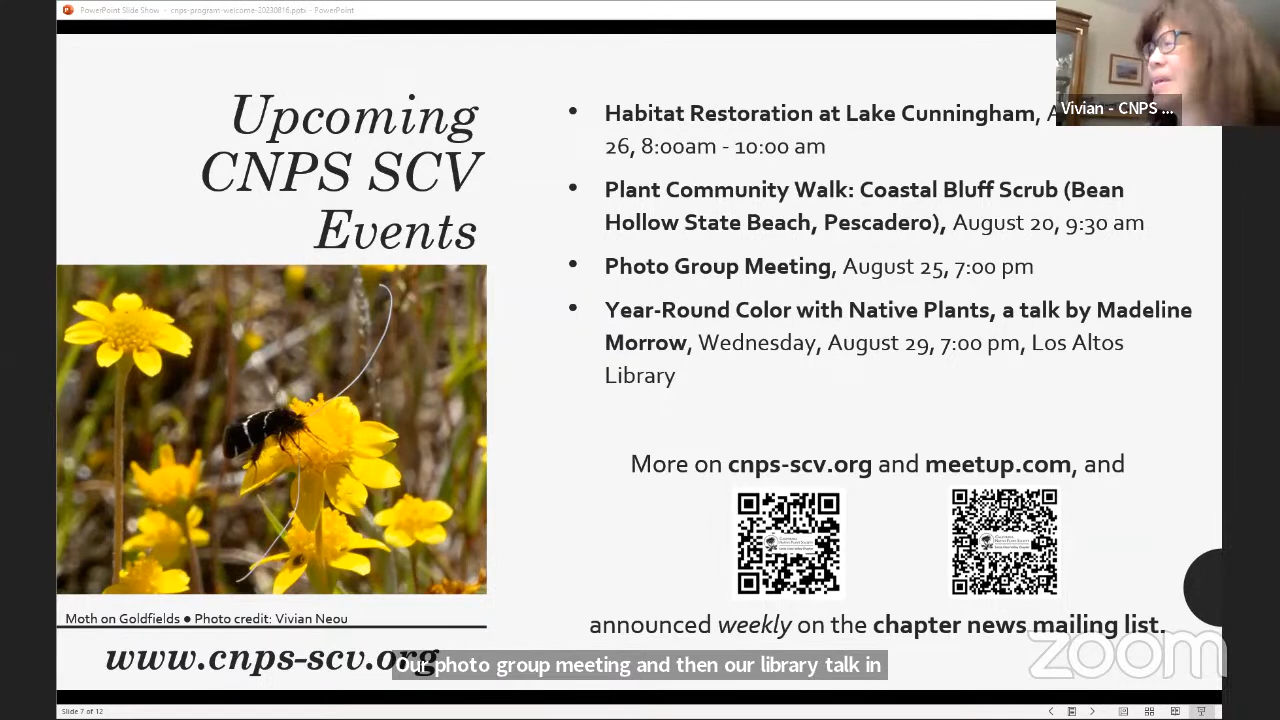 PowerPoint Slide Show - cnps-program-welcome-20230816.pptx - PowerPoint
Vivian - CNPS ...
Upcoming
CNPS SCV
Events
• Habitat Restoration at Lake Cunningham,
26, 8:00am - 10:00 am
• Plant Community Walk: Coastal Bluff Scrub (Bean
Hollow State Beach, Pescadero), August 20, 9:30 am
• Photo Group Meeting, August 25, 7:00 pm
• Year-Round Color with Native Plants, a talk by Madeline
Morrow, Wednesday, August 29, 7:00 pm, Los Altos
Library
More on cnps-scv.org and meetup.com, and
announced weekly on the chapter news mailing list.
Moth on Goldfields ● Photo credit: Vivian Neou
www.cnps-scv.org
Our photo group meeting and then our library talk in
zoom
Slide 7 of 12